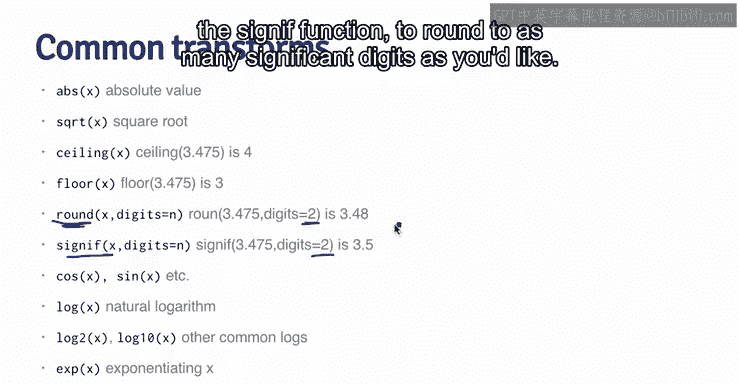 the signif function, to round to as
many significant digits as you'd like.
Common transforms
• abs(x) absolute value
• sqrt(x) square root
• ceiling(x) ceiling(3.475) is 4
• floor(x) floor(3.475) is 3
• round(x,digits=n) roun(3.475,digits=2) is 3.48
• signif(x,digits=n) signif(3.475,digits=2) is 3.5
• cos(x), sin(x) etc.
• log(x) natural logarithm
• log2(x), log10(x) other common logs
• exp(x) exponentiating x